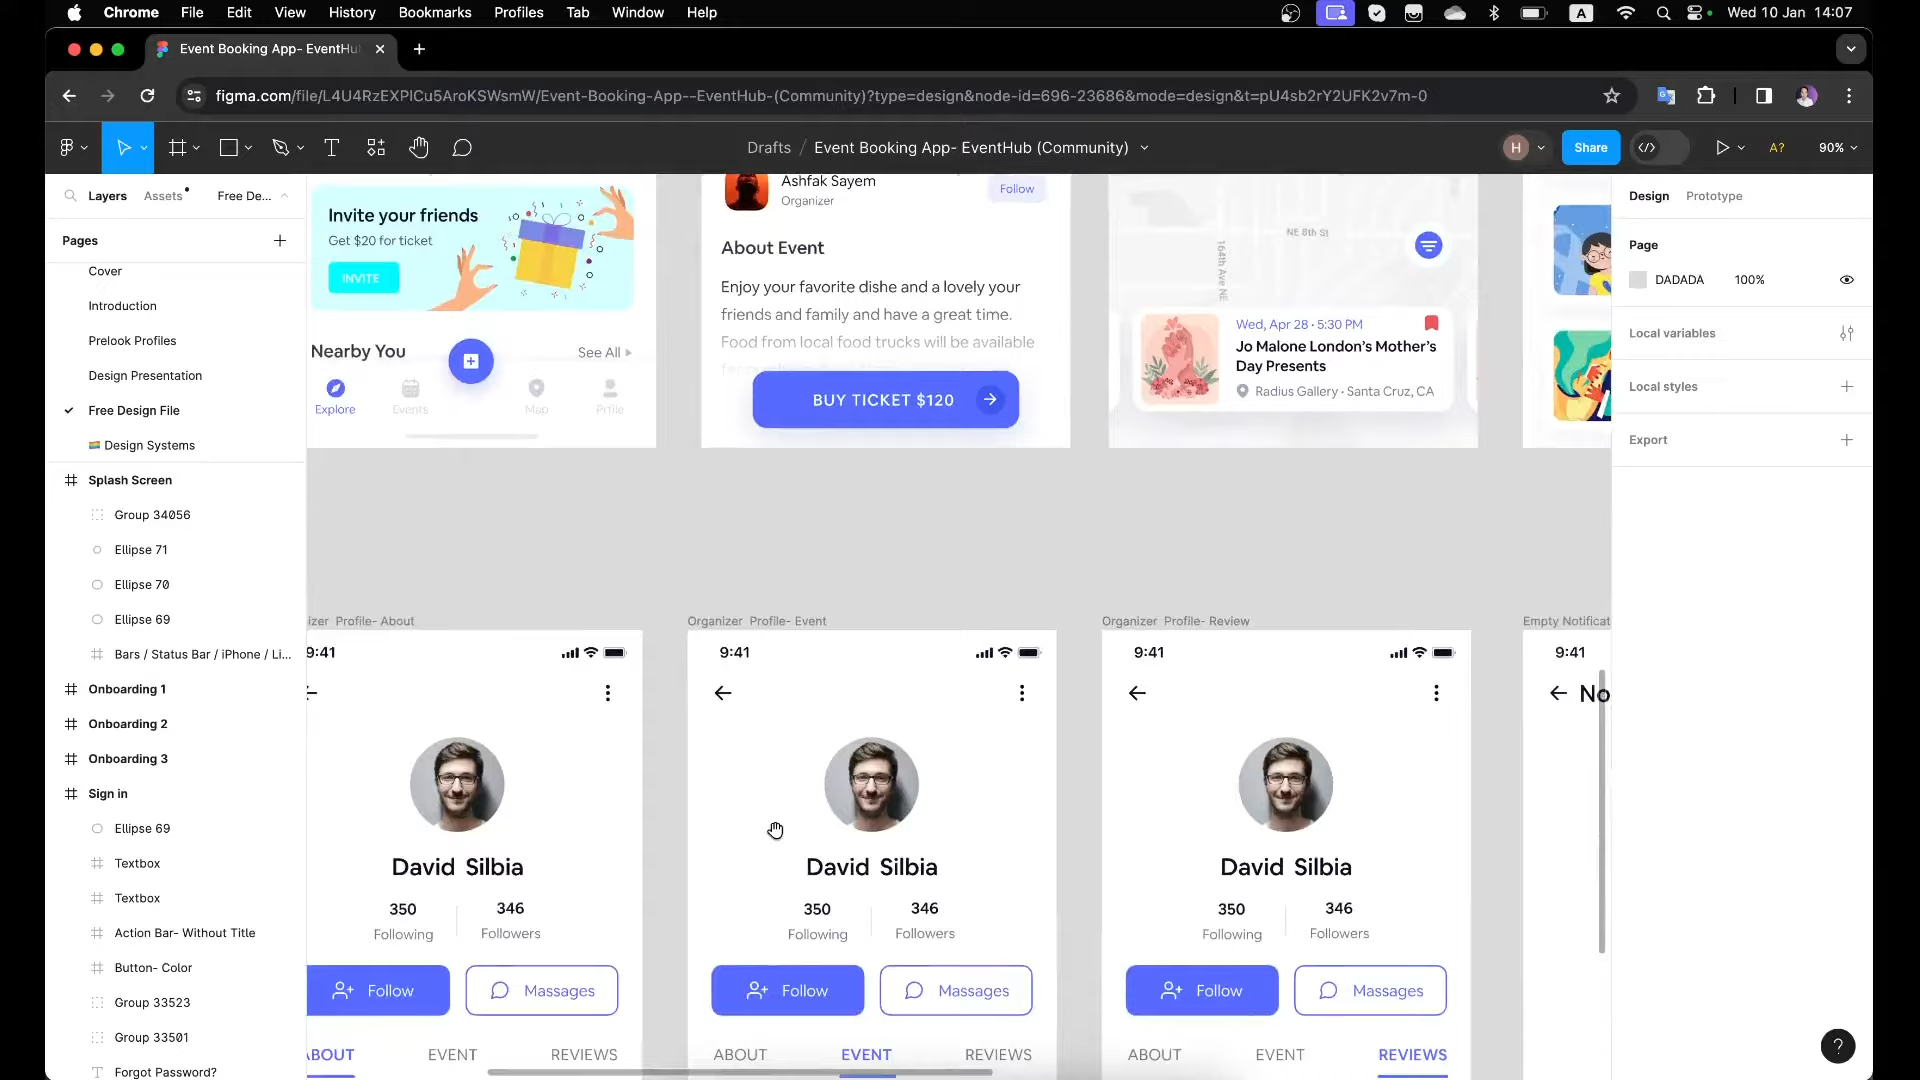 Chrome File Edit View History Bookmarks Profiles Tab Window Help
A Wed 10 Jan 14:07
Event Booking App- EventHu
figma.com/file/L4U4RzEXPlCu5AroKSWsmW/Event-Booking-App--EventHub-(Community)?type=design&node-id=696-23686&mode=design&t=pU4sb2rY2UFK2v7m-0
Drafts / Event Booking App- EventHub (Community)
H
Share
A?
90%
Layers Assets Free De...
Pages
Cover
Introduction
Prelook Profiles
Design Presentation
Free Design File
Design Systems
Splash Screen
Group 34056
Ellipse 71
Ellipse 70
Ellipse 69
Bars / Status Bar / iPhone / Li...
Onboarding 1
Onboarding 2
Onboarding 3
Sign in
Ellipse 69
Textbox
Textbox
Action Bar- Without Title
Button- Color
Group 33523
Group 33501
Forgot Password?
Invite your friends
Get $20 for ticket
INVITE
Nearby You
See All
Explore Events Map Prfile
Ashfak Sayem
Organizer
Follow
About Event
Enjoy your favorite dishe and a lovely your
friends and family and have a great time.
Food from local food trucks will be available
BUY TICKET $120
NE 8th St
164th Ave NE
Wed, Apr 28 • 5:30 PM
Jo Malone London's Mother's
Day Presents
Radius Gallery • Santa Cruz, CA
izer Profile- About
9:41
David Silbia
350 346
Following Followers
Follow Massages
ABOUT EVENT REVIEWS
Organizer Profile- Event
9:41
David Silbia
350 346
Following Followers
Follow Massages
ABOUT EVENT REVIEWS
Organizer Profile- Review
9:41
David Silbia
350 346
Following Followers
Follow Massages
ABOUT EVENT REVIEWS
Empty Notificat
9:41
No
Design Prototype
Page
DADADA 100%
Local variables
Local styles
Export
?